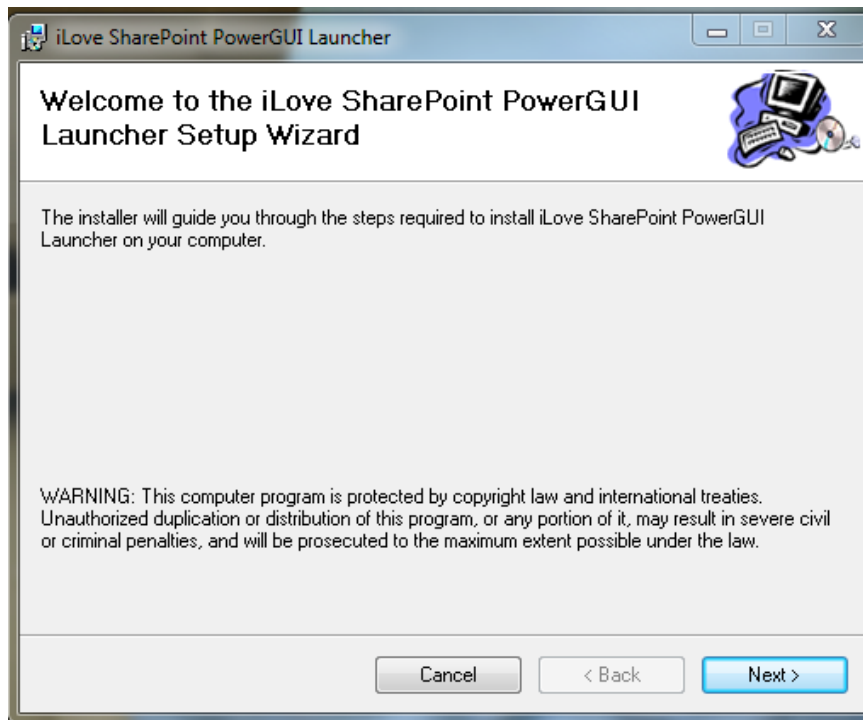 iLove SharePoint PowerGUI Launcher
Welcome to the iLove SharePoint PowerGUI
Launcher Setup Wizard
The installer will guide you through the steps required to install iLove SharePoint PowerGUI
Launcher on your computer.
WARNING: This computer program is protected by copyright law and international treaties.
Unauthorized duplication or distribution of this program, or any portion of it, may result in severe civil
or criminal penalties, and will be prosecuted to the maximum extent possible under the law.
Cancel
< Back
Next >